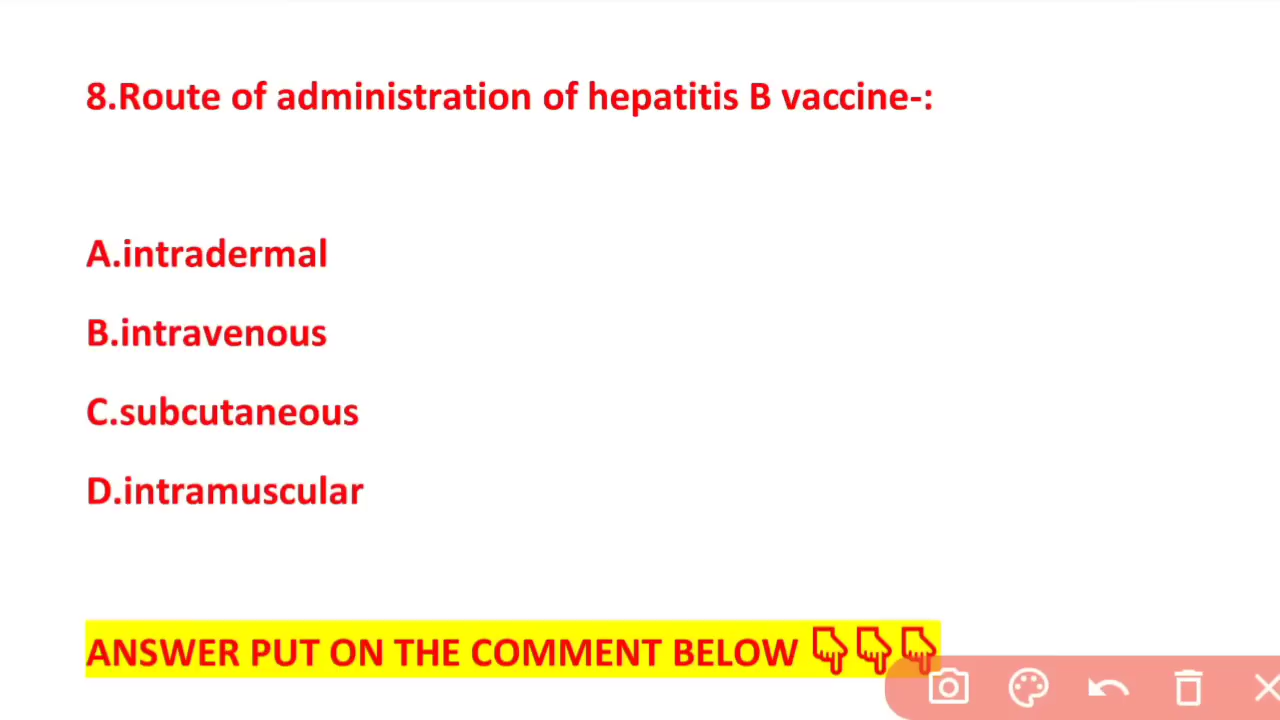 8.Route of administration of hepatitis B vaccine-:
A.intradermal
B.intravenous
C.subcutaneous
D.intramuscular
ANSWER PUT ON THE COMMENT BELOW 👇👇👇